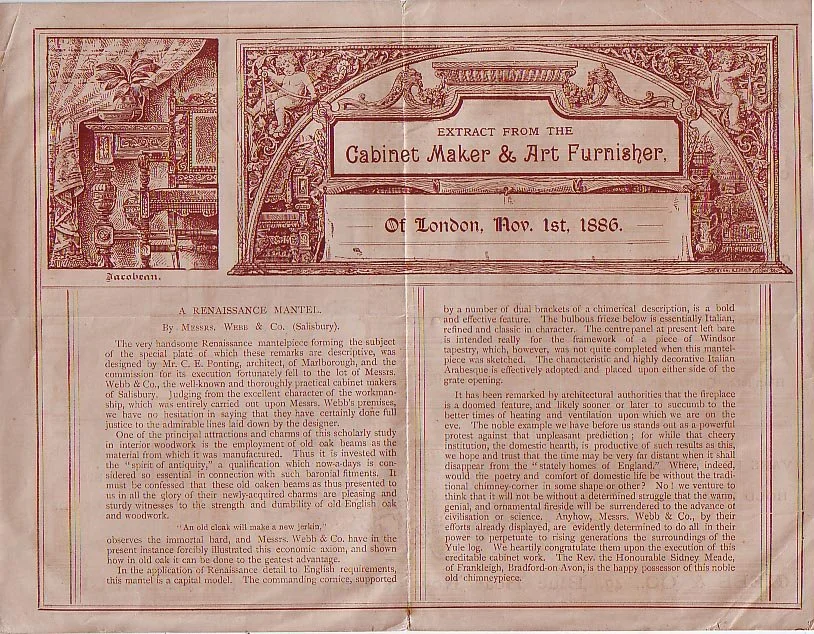 EXTRACT FROM THE
Cabinet Maker & Art Furnisher,
Of London, Nov. 1st, 1886.
Jacobean.
A RENAISSANCE MANTEL.
By Messrs. Webb & Co. (Salisbury).
The very handsome Renaissance mantelpiece forming the subject
of the special plate of which these remarks are descriptive, was
designed by Mr. C. E. Ponting, architect, of Marlborough, and the
commission for its execution fortunately fell to the lot of Messrs.
Webb & Co., the well-known and thoroughly practical cabinet makers
of Salisbury. Judging from the excellent character of the workman-
ship, which was entirely carried out upon Messrs. Webb's premises,
we have no hesitation in saying that they have certainly done full
justice to the admirable lines laid down by the designer.
One of the principal attractions and charms of this scholarly study
in interior woodwork is the employment of old oak beams as the
material from which it was manufactured. Thus it is invested with
the "spirit of antiquity," a qualification which now-a-days is con-
sidered so essential in connection with such baronial fitments. It
must be confessed that these old oaken beams as thus presented to
us in all the glory of their newly-acquired charms are pleasing and
sturdy witnesses to the strength and durability of old English oak
and woodwork.
"An old cloak will make a new jerkin,"
observes the immortal bard, and Messrs. Webb & Co. have in the
present instance forcibly illustrated this economic axiom, and shown
how in old oak it can be done to the geatest advantage.
In the application of Renaissance detail to English requirements,
this mantel is a capital model. The commanding cornice, supported
by a number of dual brackets of a chimerical description, is a bold
and effective feature. The bulbous frieze below is essentially Italian,
refined and classic in character. The centre panel at present left bare
is intended really for the framework of a piece of Windsor
tapestry, which, however, was not quite completed when this mantel-
piece was sketched. The characteristic and highly decorative Italian
Arabesque is effectively adopted and placed upon either side of the
grate opening.
It has been remarked by architectural authorities that the fireplace
is a doomed feature, and likely sooner or later to succumb to the
better times of heating and ventilation upon which we are on the
eve. The noble example we have before us stands out as a powerful
protest against that unpleasant prediction; for while that cheery
institution, the domestic hearth, is productive of such results as this,
we hope and trust that the time may be very far distant when it shall
disappear from the "stately homes of England." Where, indeed,
would the poetry and comfort of domestic life be without the tradi-
tional chimney-corner in some shape or other? No! we venture to
think that it will not be without a determined struggle that the warm,
genial, and ornamental fireside will be surrendered to the advance of
civilisation or science. Anyhow, Messrs. Webb & Co., by their
efforts already displayed, are evidently determined to do all in their
power to perpetuate to rising generations the surroundings of the
Yule log. We heartily congratulate them upon the execution of this
creditable cabinet work. The Rev. the Honourable Sidney Meade,
of Frankleigh, Bradford-on Avon, is the happy possessor of this noble
old chimneypiece.